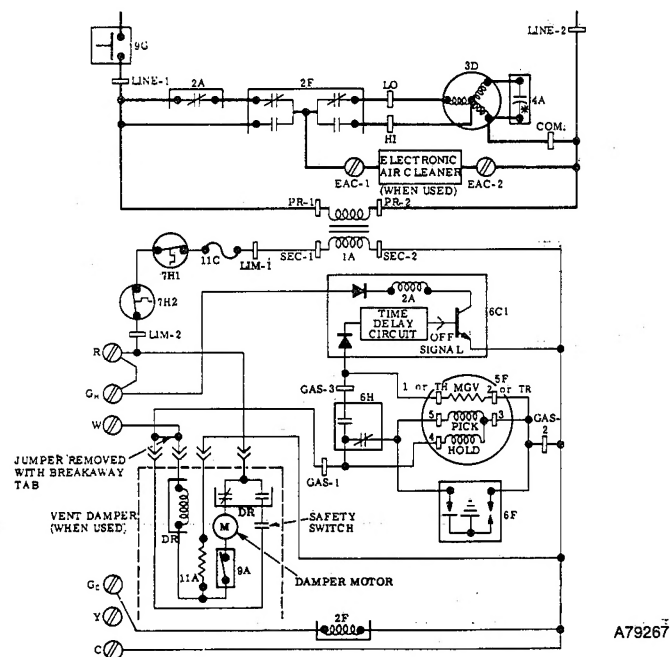 9G
LINE-1
LINE-2
2A
2F
LO
HI
3D
4A
COM.
ELECTRONIC
AIR CLEANER
(WHEN USED)
EAC-1
EAC-2
PR-1
PR-2
SEC-1
1A
SEC-2
7H1
11C
LIM-1
7H2
LIM-2
2A
6C1
TIME
DELAY
CIRCUIT
OFF
SIGNAL
R
GH
W
GAS-3
1 or TH
MGV
2 or TR
5F
6H
5
PICK
3
4
HOLD
GAS-
2
GAS-1
6F
JUMPER REMOVED
WITH BREAKAWAY
TAB
VENT DAMPER
(WHEN USED)
DR
DR
SAFETY
SWITCH
M
11A
9A
DAMPER MOTOR
GC
Y
C
2F
A79267